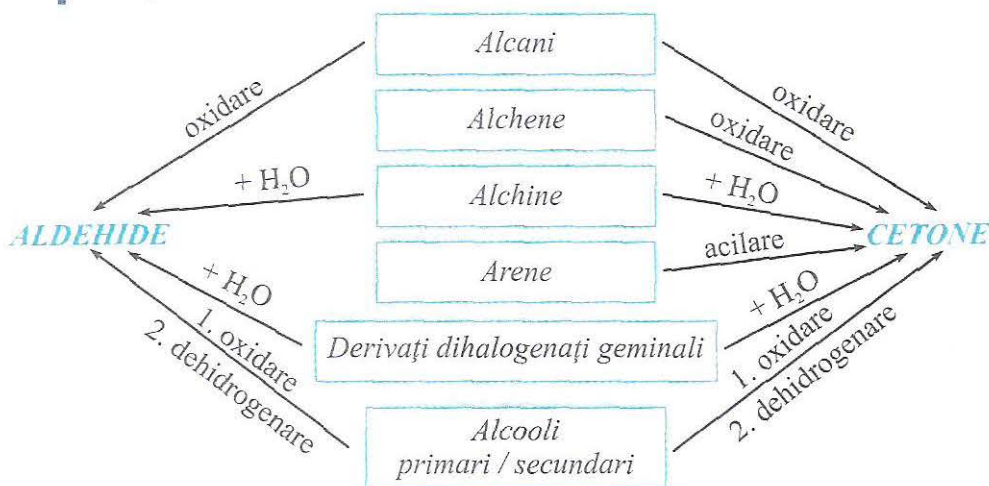 Alcani
oxidare
oxidare
Alchene
oxidare
+ H₂O
Alchine
+ H₂O
ALDEHIDE
CETONE
Arene
acilare
+ H₂O
+ H₂O
1. oxidare
2. dehidrogenare
Derivați dihalogenați geminali
1. oxidare
2. dehidrogenare
Alcooli
primari / secundari